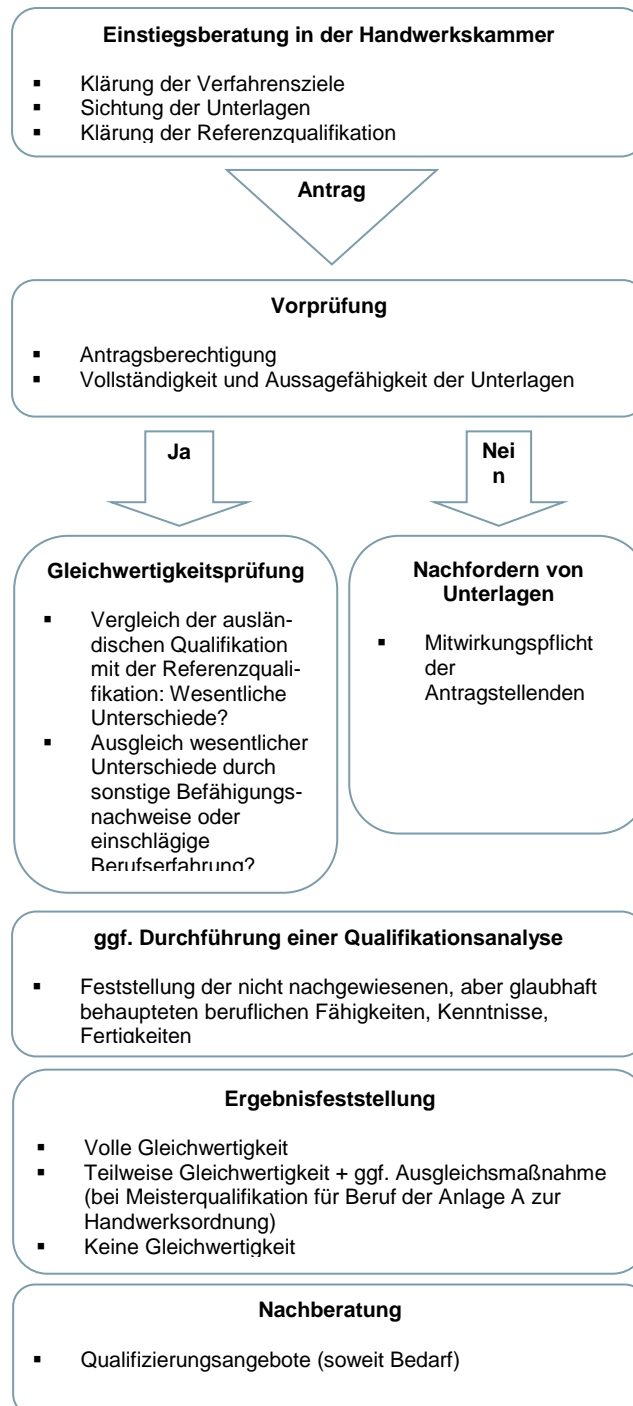 Einstiegsberatung in der Handwerkskammer
▪ Klärung der Verfahrensziele
▪ Sichtung der Unterlagen
▪ Klärung der Referenzqualifikation
Antrag
Vorprüfung
▪ Antragsberechtigung
▪ Vollständigkeit und Aussagefähigkeit der Unterlagen
Ja
Nei
n
Gleichwertigkeitsprüfung
▪ Vergleich der auslän-
dischen Qualifikation
mit der Referenzquali-
fikation: Wesentliche
Unterschiede?
▪ Ausgleich wesentlicher
Unterschiede durch
sonstige Befähigungs-
nachweise oder
einschlägige
Berufserfahrung?
Nachfordern von
Unterlagen
▪ Mitwirkungspflicht
der
Antragstellenden
ggf. Durchführung einer Qualifikationsanalyse
▪ Feststellung der nicht nachgewiesenen, aber glaubhaft
behaupteten beruflichen Fähigkeiten, Kenntnisse,
Fertigkeiten
Ergebnisfeststellung
▪ Volle Gleichwertigkeit
▪ Teilweise Gleichwertigkeit + ggf. Ausgleichsmaßnahme
(bei Meisterqualifikation für Beruf der Anlage A zur
Handwerksordnung)
▪ Keine Gleichwertigkeit
Nachberatung
▪ Qualifizierungsangebote (soweit Bedarf)